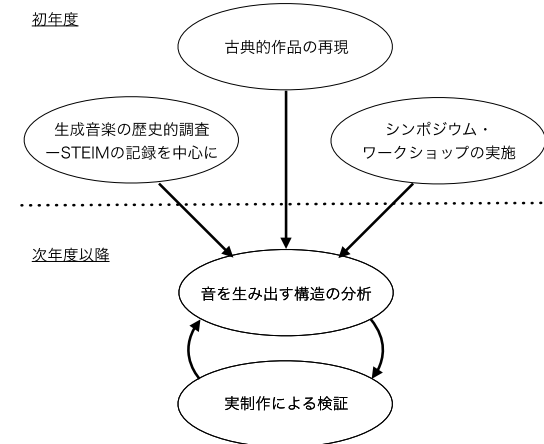 初年度
古典的作品の再現
生成音楽の歴史的調査
ーSTEIMの記録を中心に
シンポジウム・
ワークショップの実施
次年度以降
音を生み出す構造の分析
実制作による検証